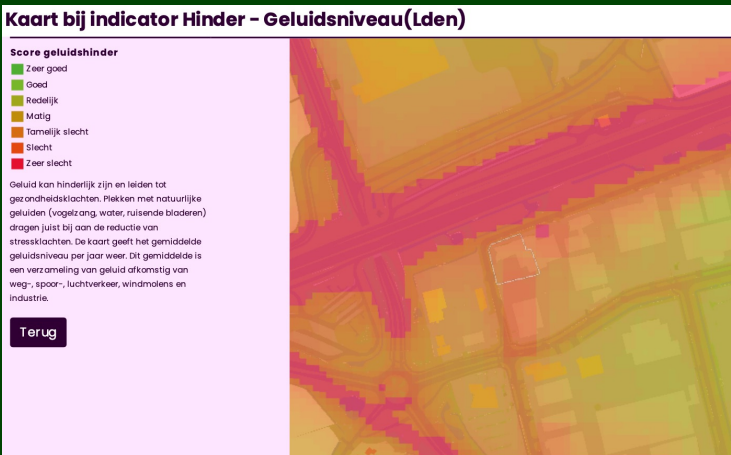 Kaart bij indicator Hinder - Geluidsniveau(Lden)
Score geluidshinder
Zeer goed
Goed
Redelijk
Matig
Tamelijk slecht
Slecht
Zeer slecht
Geluid kan hinderlijk zijn en leiden tot
gezondheidsklachten. Plekken met natuurlijke
geluiden (vogelzang, water, ruisende bladeren)
dragen juist bij aan de reductie van
stressklachten. De kaart geeft het gemiddelde
geluidsniveau per jaar weer. Dit gemiddelde is
een verzameling van geluid afkomstig van
weg-, spoor-, luchtverkeer, windmolens en
industrie.
Terug